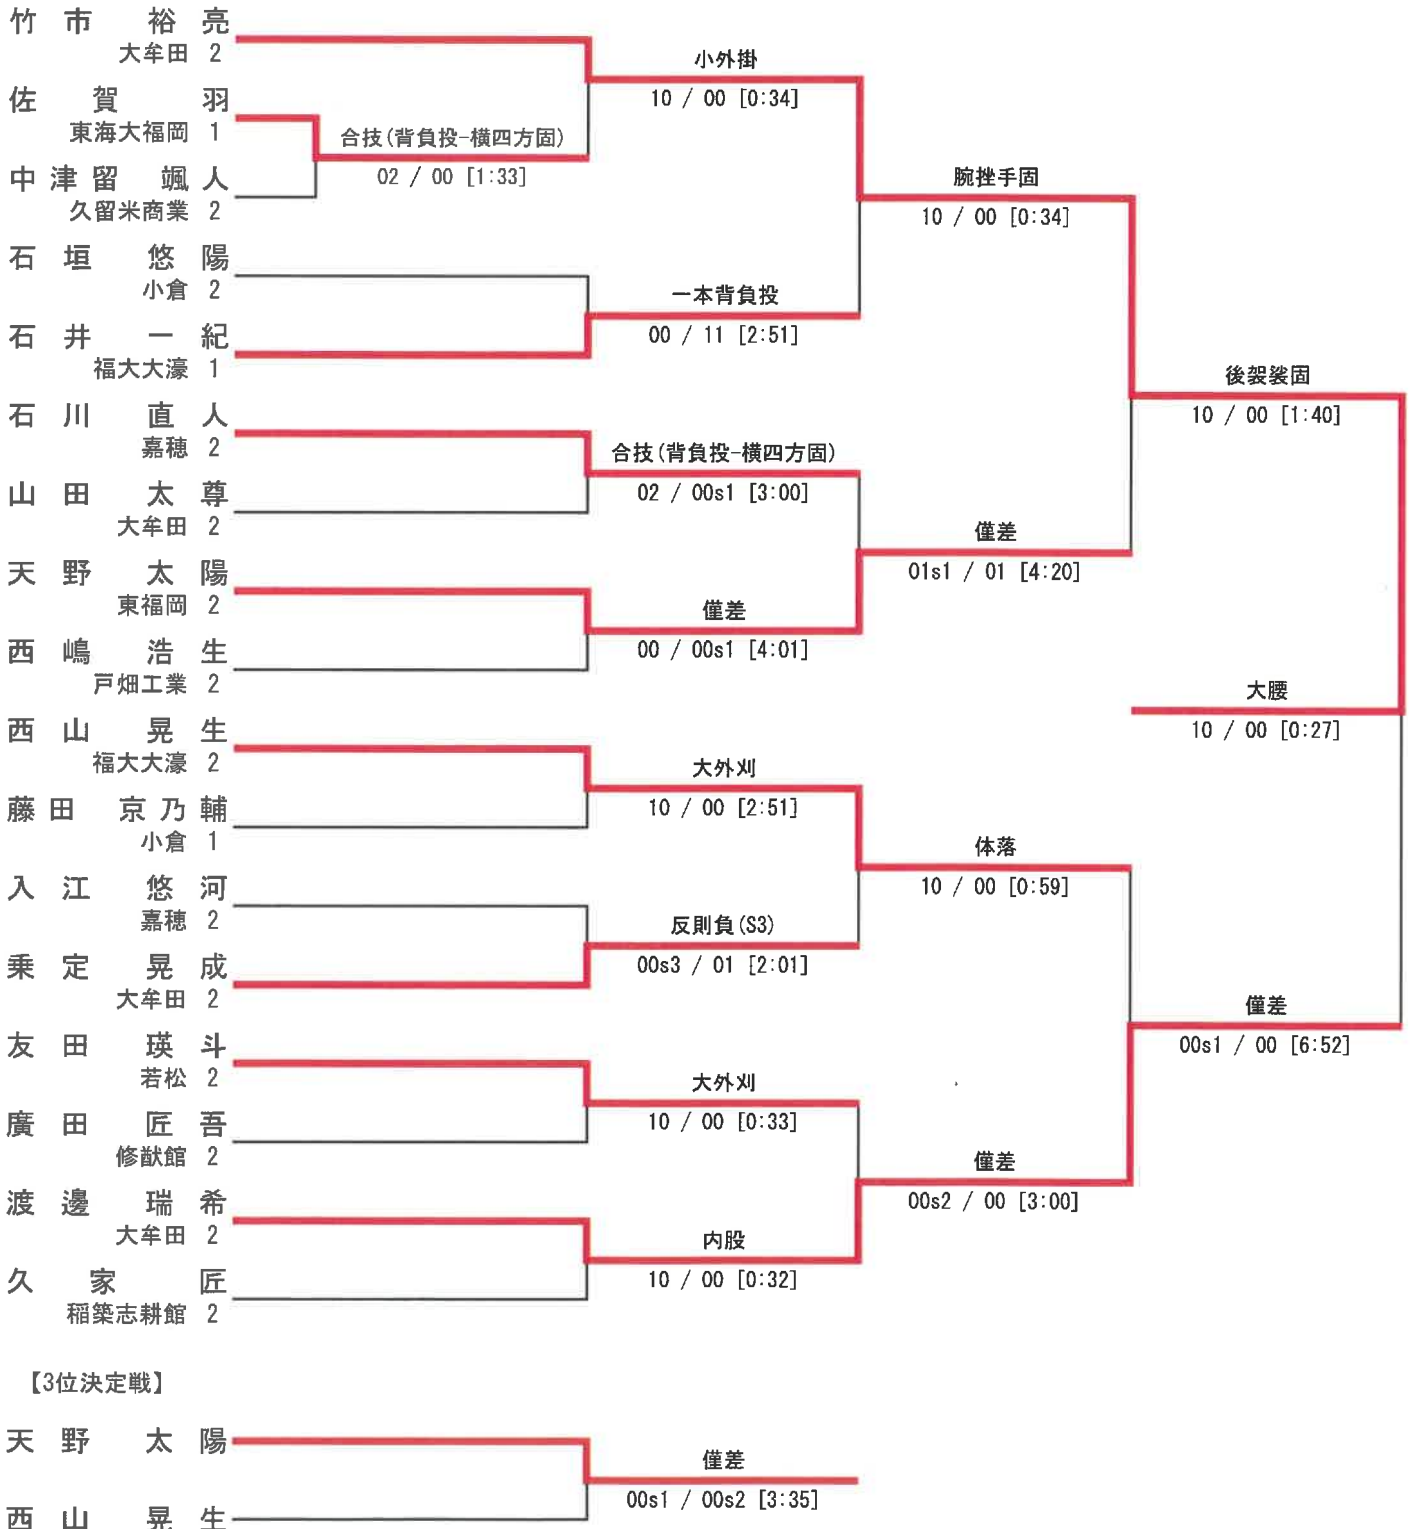 竹市 裕亮
大牟田 2
佐賀 羽
東海大福岡 1
中津留 颯人
久留米商業 2
石垣 悠陽
小倉 2
石井 一紀
福大大濠 1
石川 直人
嘉穂 2
山田 太尊
大牟田 2
天野 太陽
東福岡 2
西嶋 浩生
戸畑工業 2
西山 晃生
福大大濠 2
藤田 京乃輔
小倉 1
入江 悠河
嘉穂 2
乗定 晃成
大牟田 2
友田 瑛斗
若松 2
廣田 匠吾
修猷館 2
渡邊 瑞希
大牟田 2
久家 匠
稲築志耕館 2
合技(背負投-横四方固)
02 / 00 [1:33]
小外掛
10 / 00 [0:34]
一本背負投
00 / 11 [2:51]
合技(背負投-横四方固)
02 / 00s1 [3:00]
僅差
00 / 00s1 [4:01]
大外刈
10 / 00 [2:51]
反則負(S3)
00s3 / 01 [2:01]
大外刈
10 / 00 [0:33]
内股
10 / 00 [0:32]
腕挫手固
10 / 00 [0:34]
僅差
01s1 / 01 [4:20]
体落
10 / 00 [0:59]
僅差
00s2 / 00 [3:00]
後袈裟固
10 / 00 [1:40]
僅差
00s1 / 00 [6:52]
大腰
10 / 00 [0:27]
【3位決定戦】
天野 太陽
西山 晃生
僅差
00s1 / 00s2 [3:35]